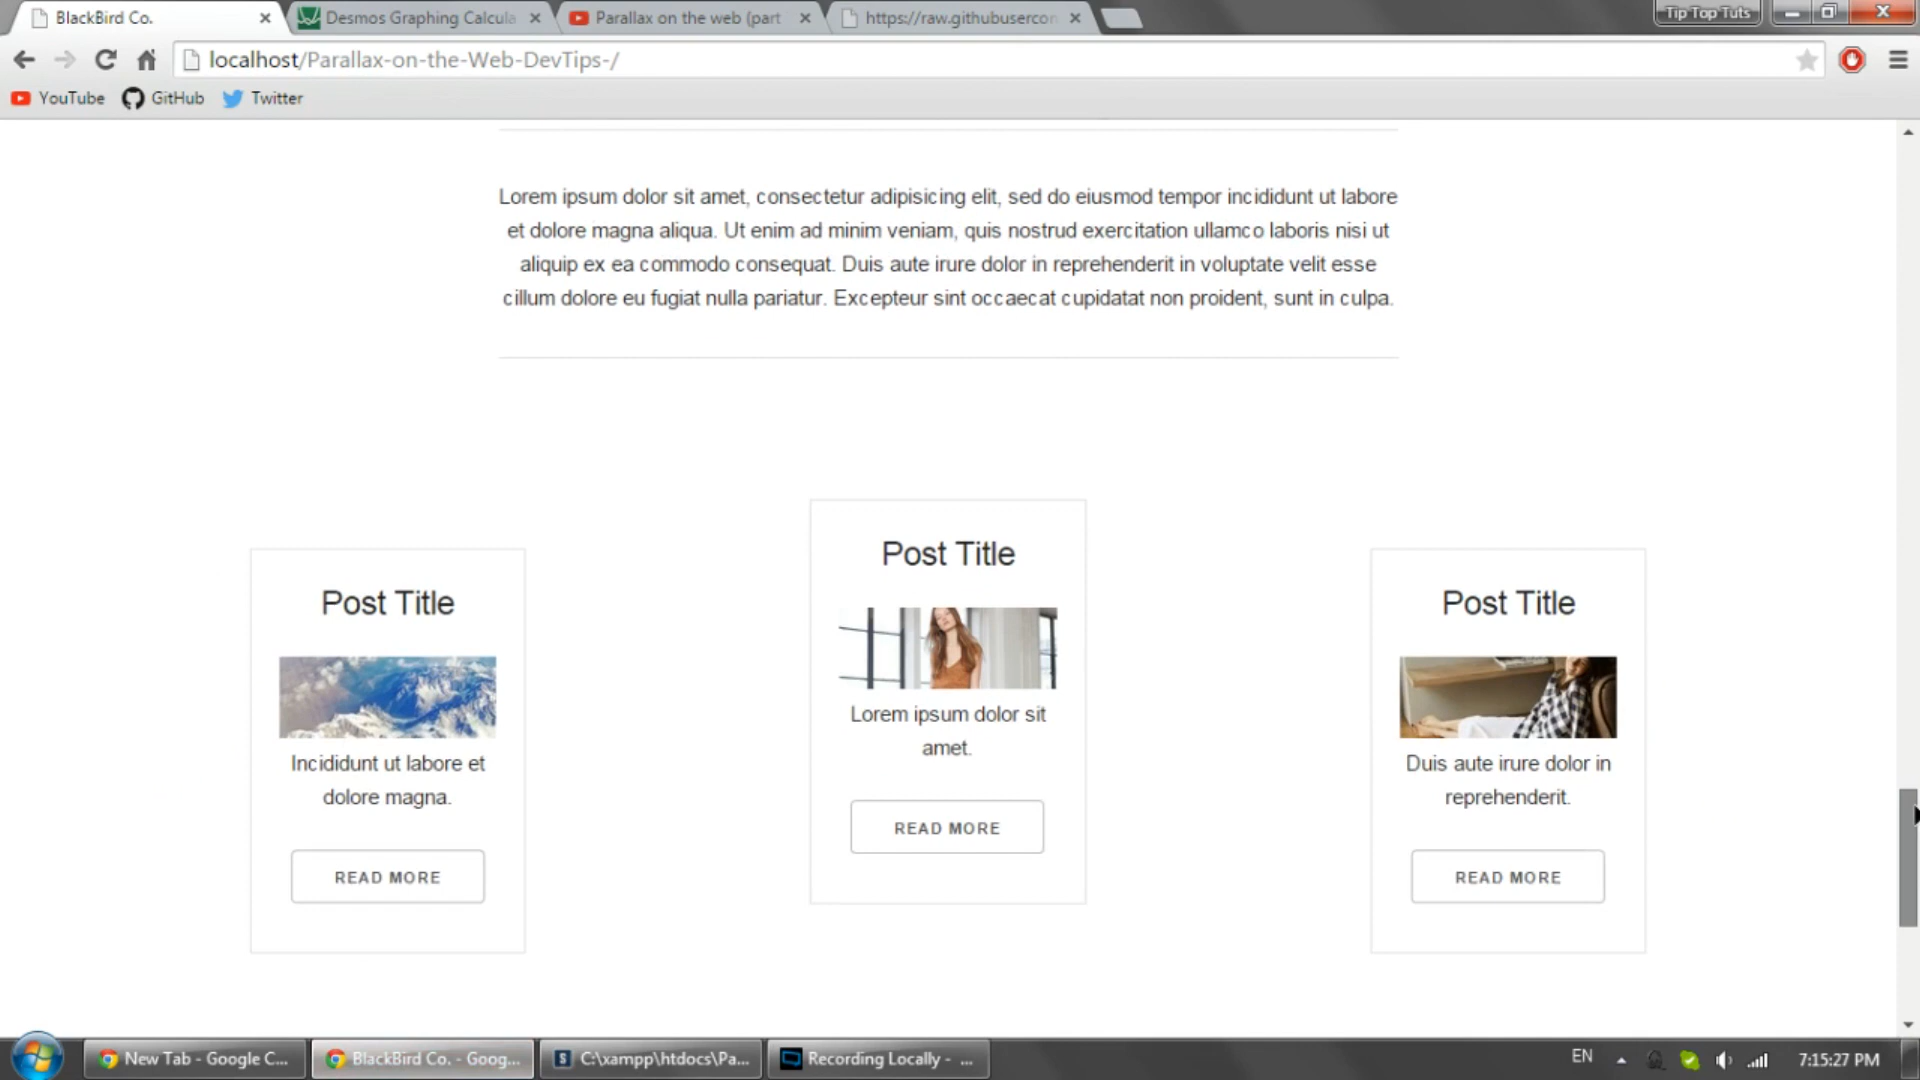 BlackBird Co.
Desmos Graphing Calcula
Parallax on the web (part
https://raw.githubusercon
Tip Top Tuts
localhost/Parallax-on-the-Web-DevTips-/
YouTube
GitHub
Twitter
Lorem ipsum dolor sit amet, consectetur adipisicing elit, sed do eiusmod tempor incididunt ut labore
et dolore magna aliqua. Ut enim ad minim veniam, quis nostrud exercitation ullamco laboris nisi ut
aliquip ex ea commodo consequat. Duis aute irure dolor in reprehenderit in voluptate velit esse
cillum dolore eu fugiat nulla pariatur. Excepteur sint occaecat cupidatat non proident, sunt in culpa.
Post Title
Incididunt ut labore et
dolore magna.
READ MORE
Post Title
Lorem ipsum dolor sit
amet.
READ MORE
Post Title
Duis aute irure dolor in
reprehenderit.
READ MORE
New Tab - Google C...
BlackBird Co. - Goog...
C:\xampp\htdocs\Pa...
Recording Locally - ...
EN
7:15:27 PM